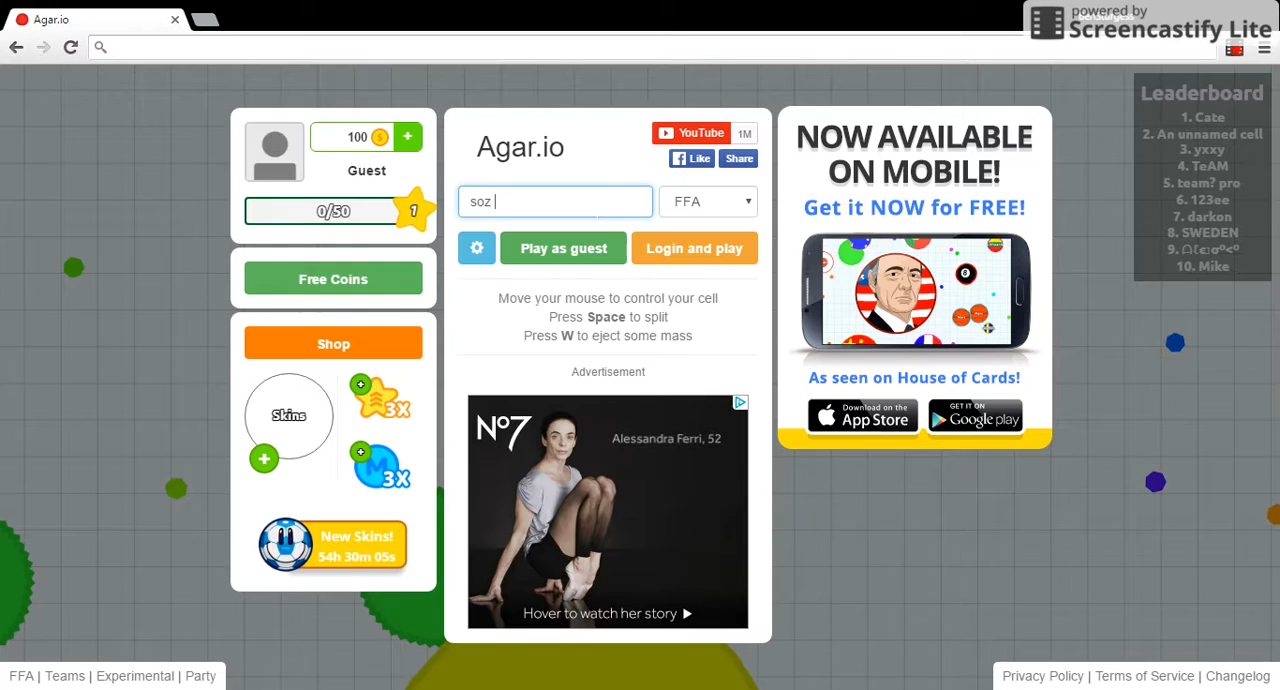 Agar.io
powered by
Screencastify Lite
100
Guest
0/50
1
Free Coins
Shop
Skins
3X
M
3X
New Skins!
54h 30m 05s
Agar.io
YouTube
1M
Like
Share
soz
FFA
Play as guest
Login and play
Move your mouse to control your cell
Press Space to split
Press W to eject some mass
Advertisement
No7
Alessandra Ferri, 52
Hover to watch her story
NOW AVAILABLE
ON MOBILE!
Get it NOW for FREE!
8
As seen on House of Cards!
Download on the
App Store
GET IT ON
Google play
Leaderboard
1. Cate
2. An unnamed cell
3. yxxy
4. TeAM
5. team? pro
6. 123ee
7. darkon
8. SWEDEN
9.
10. Mike
FFA | Teams | Experimental | Party
Privacy Policy | Terms of Service | Changelog